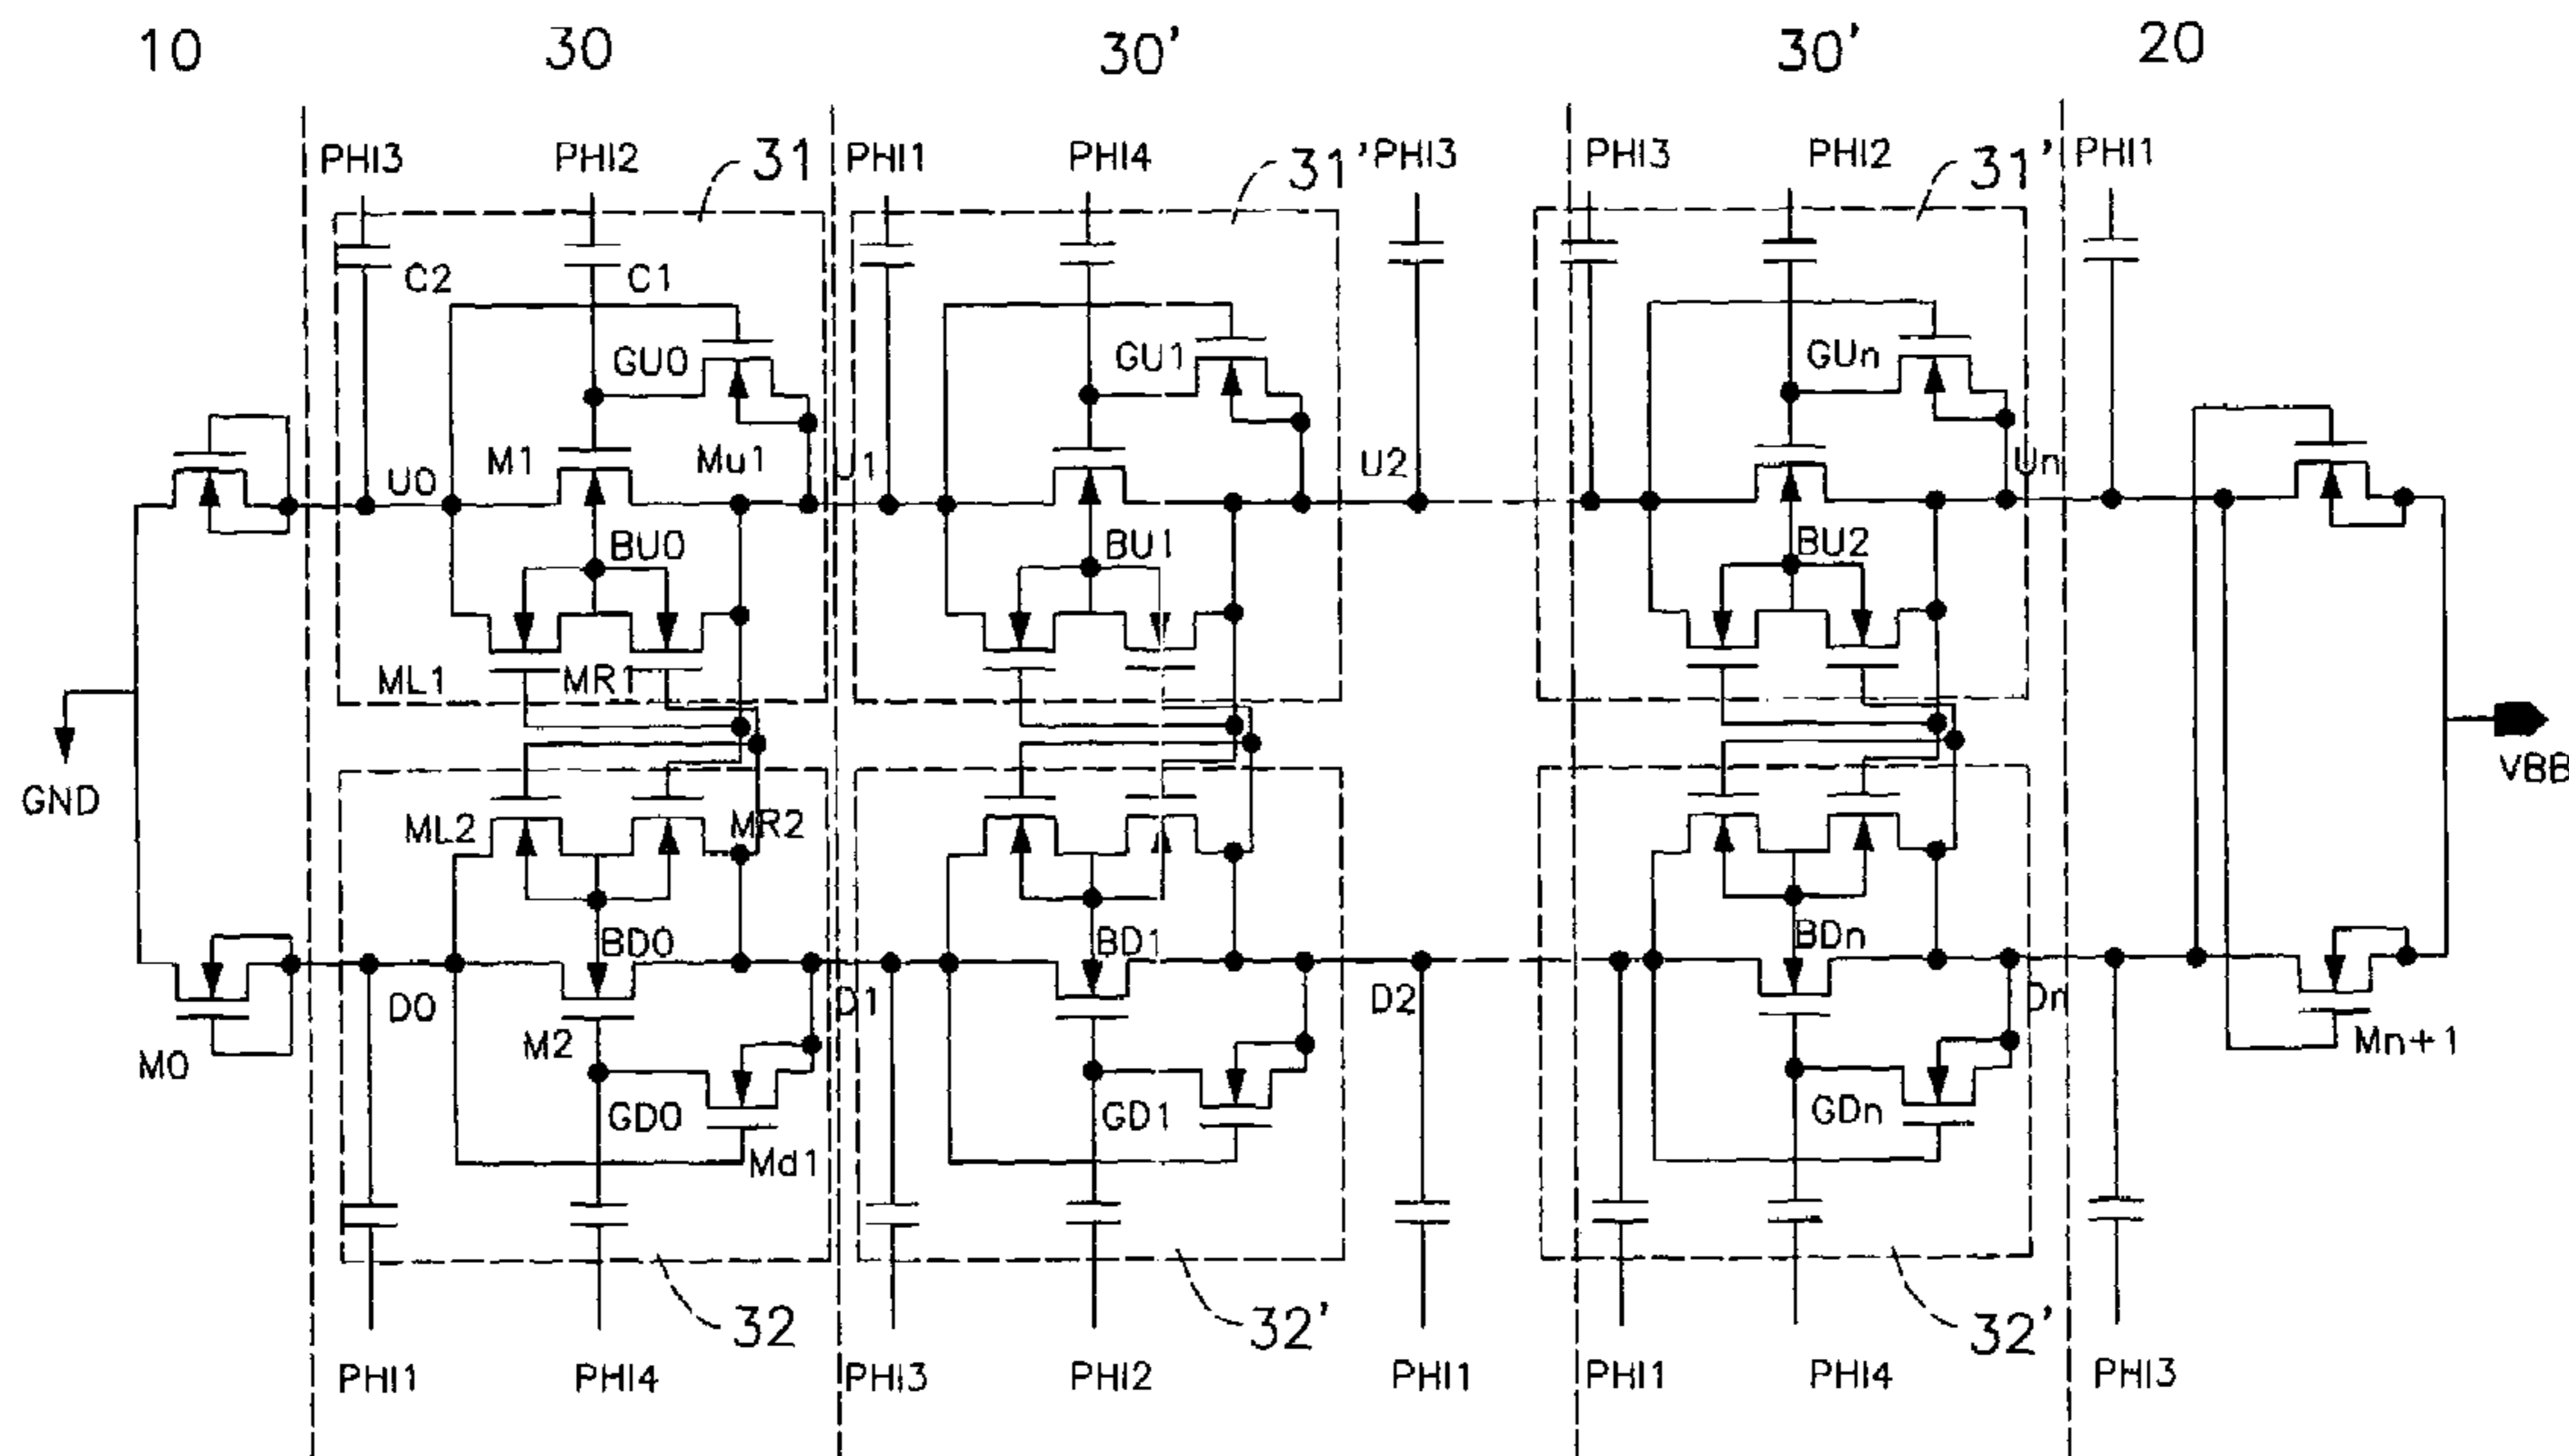 10 30 30' 30' 20
PHI3 PHI2 31 PHI1 PHI4 31' PHI3 PHI3 PHI2 31' PHI1
C2 C1
GU0 GU1 GUn
M1 Mu1
U0 U1 U2 Un
BU0 BU1 BU2
ML1 MR1
GND VBB
ML2 MR2
BD0 BD1 BDn
D0 D1 D2 Dn
M2
M0 Mn+1
GD0 GD1 GDn
Md1
32 32' 32'
PHI1 PHI4 PHI3 PHI2 PHI1 PHI1 PHI4 PHI3